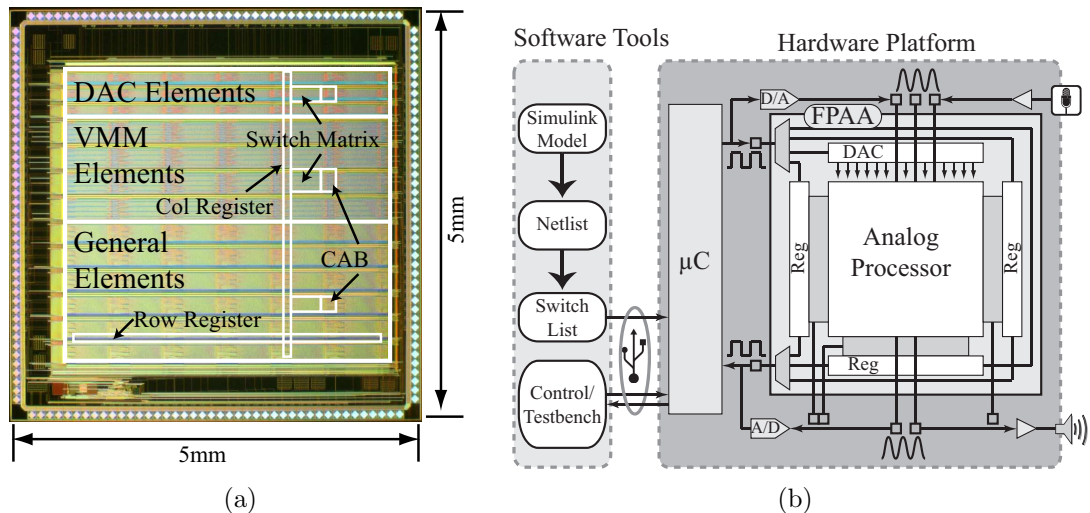 DAC Elements
VMM
Elements
Switch Matrix
Col Register
General
Elements
CAB
Row Register
5mm
5mm
(a)
Software Tools
Simulink
Model
Netlist
Switch
List
Control/
Testbench
Hardware Platform
μC
D/A
FPAA
DAC
Reg
Analog
Processor
Reg
Reg
A/D
(b)